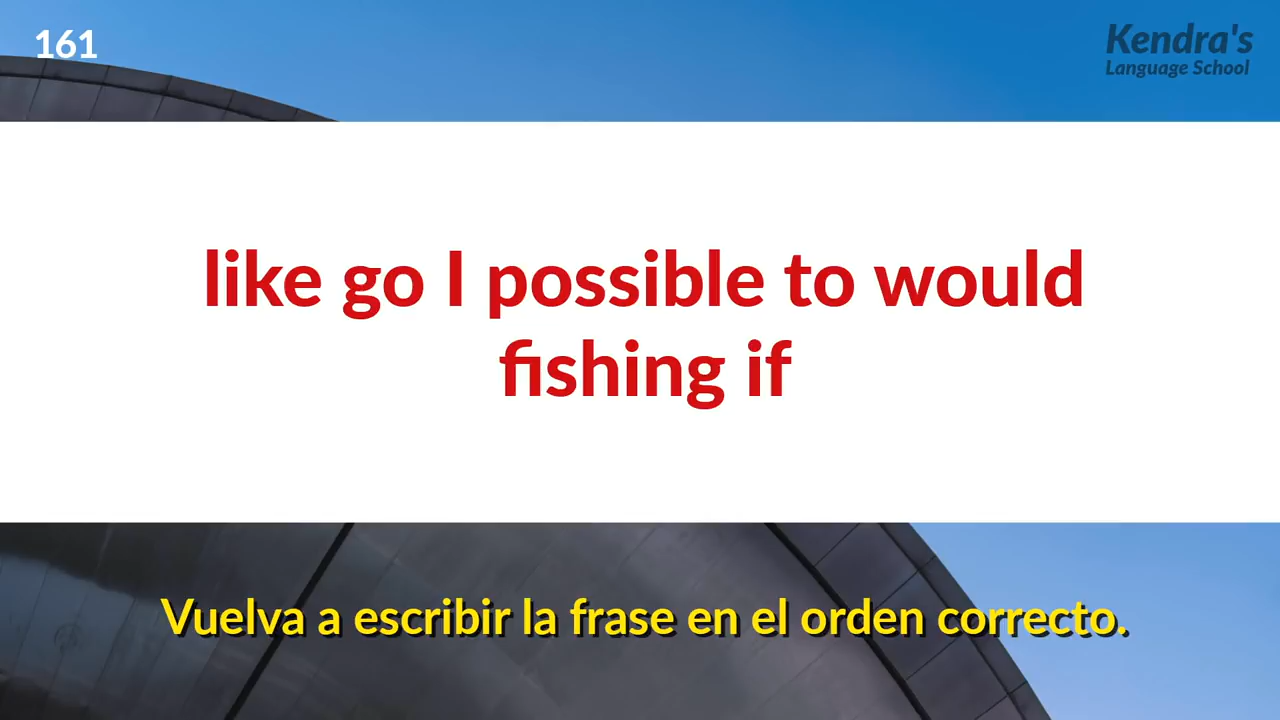 161
Kendra's
Language School
like go I possible to would
fishing if
Vuelva a escribir la frase en el orden correcto.